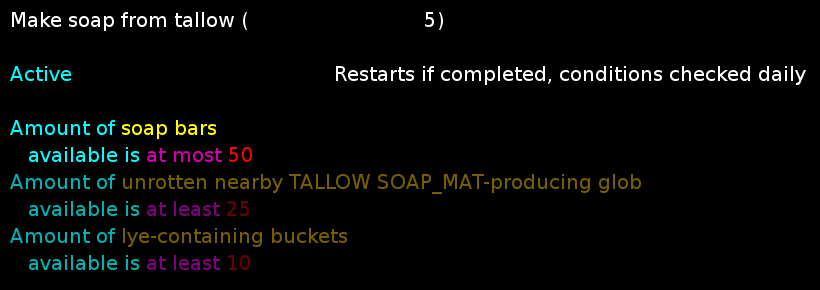 Make soap from tallow ( 5)
Active Restarts if completed, conditions checked daily
Amount of soap bars
available is at most 50
Amount of unrotten nearby TALLOW SOAP_MAT-producing glob
available is at least 25
Amount of lye-containing buckets
available is at least 10